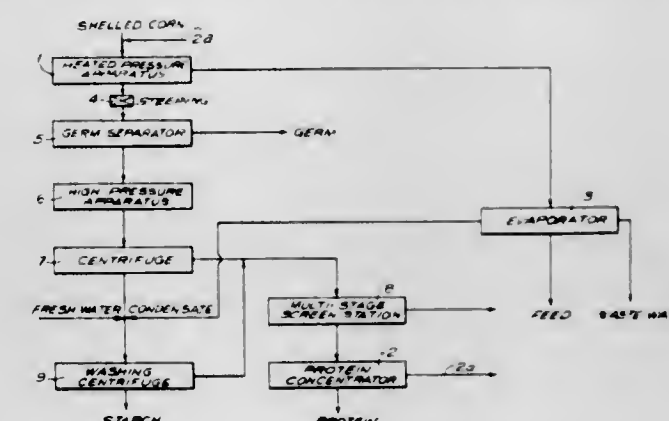 SHELLED CORN
2a
1
HEATED PRESSURE
APPARATUS
4
STEEPING
5
GERM SEPARATOR
GERM
6
HIGH PRESSURE
APPARATUS
3
EVAPORATOR
7
CENTRIFUGE
8
MULTI-STAGE
SCREEN STATION
FRESH WATER
CONDENSATE
FEED
WASTE WA
9
WASHING
CENTRIFUGE
2
PROTEIN
CONCENTRATOR
2a
STARCH
PROTEIN